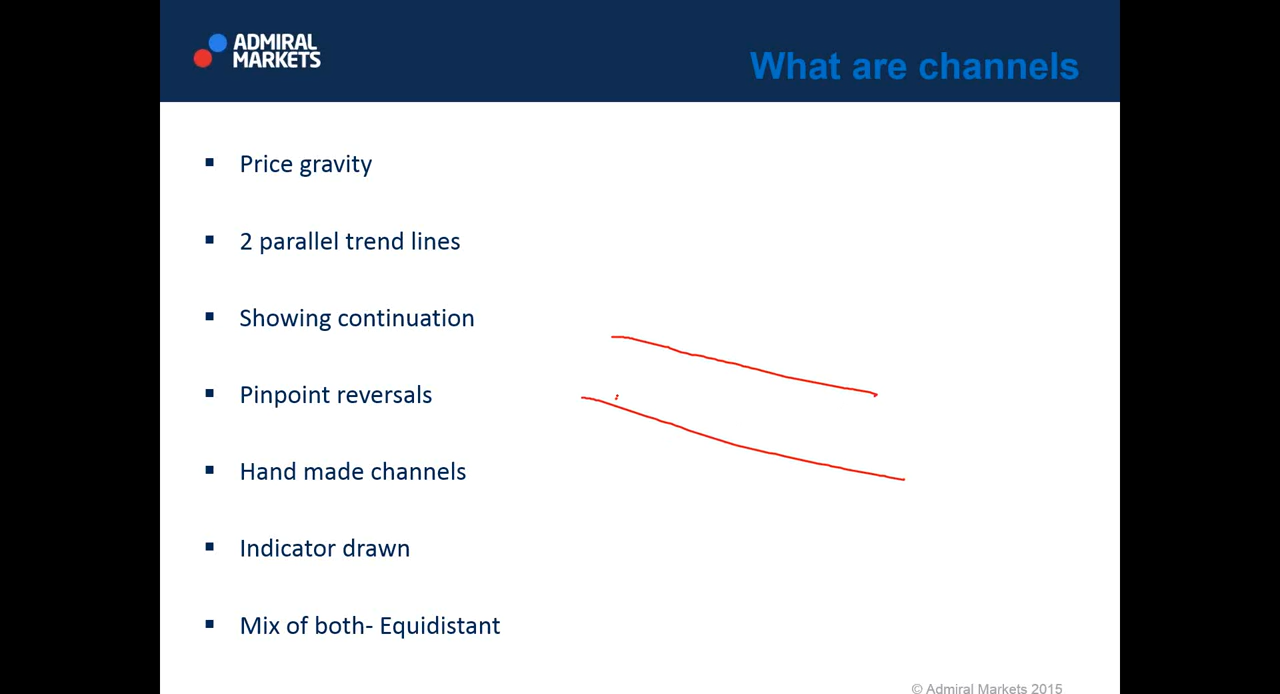 ADMIRAL
MARKETS
What are channels
▪ Price gravity
▪ 2 parallel trend lines
▪ Showing continuation
▪ Pinpoint reversals
▪ Hand made channels
▪ Indicator drawn
▪ Mix of both- Equidistant
© Admiral Markets 2015